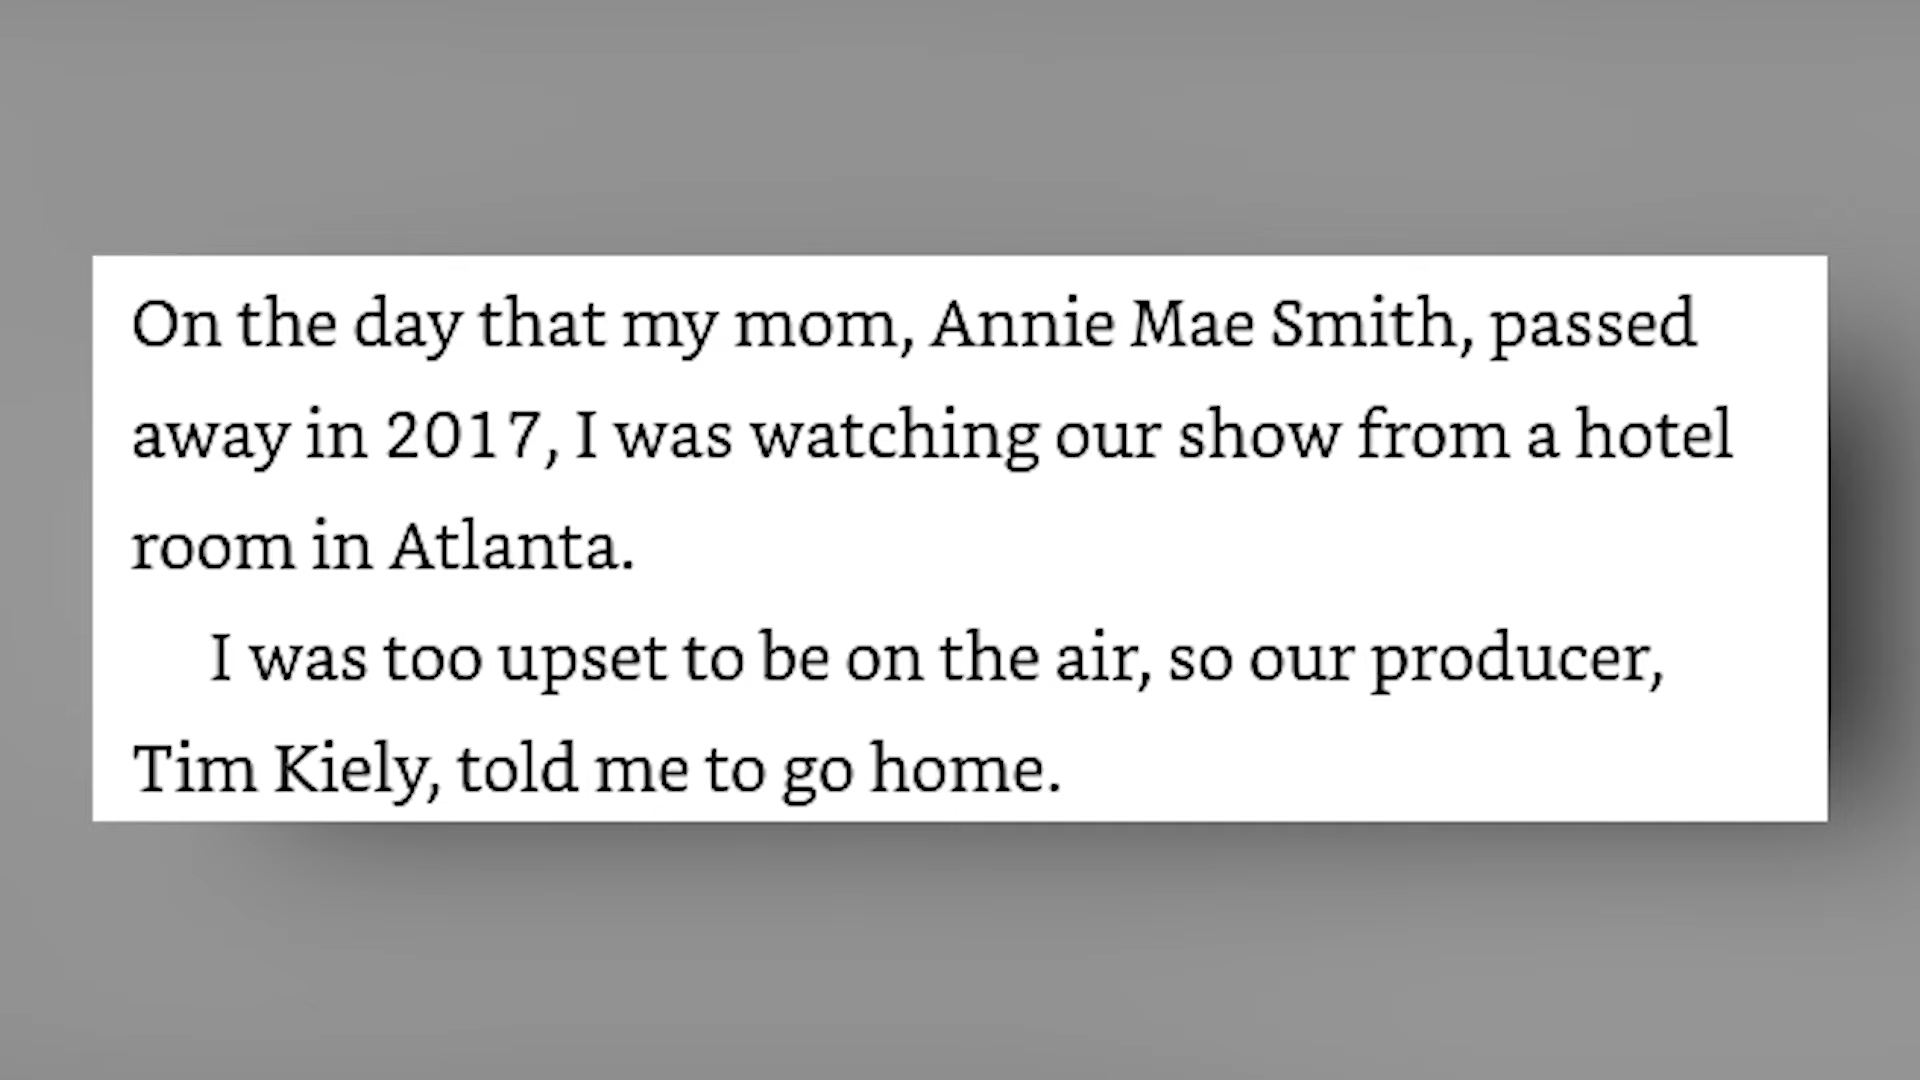 On the day that my mom, Annie Mae Smith, passed
away in 2017, I was watching our show from a hotel
room in Atlanta.
I was too upset to be on the air, so our producer,
Tim Kiely, told me to go home.